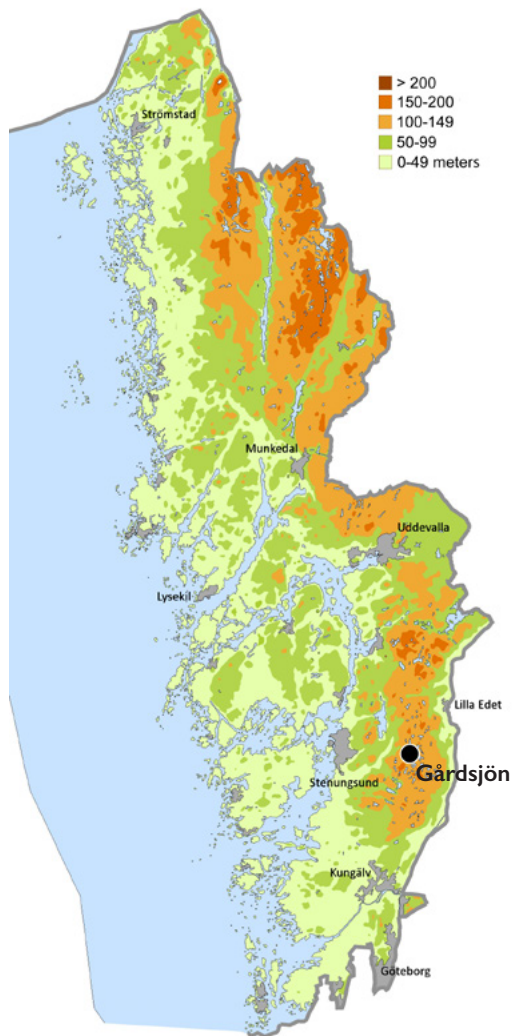 > 200
150-200
100-149
50-99
0-49 meters
Strömstad
Munkedal
Uddevalla
Lysekil
Lilla Edet
Gårdsjön
Stenungsund
Kungälv
Göteborg